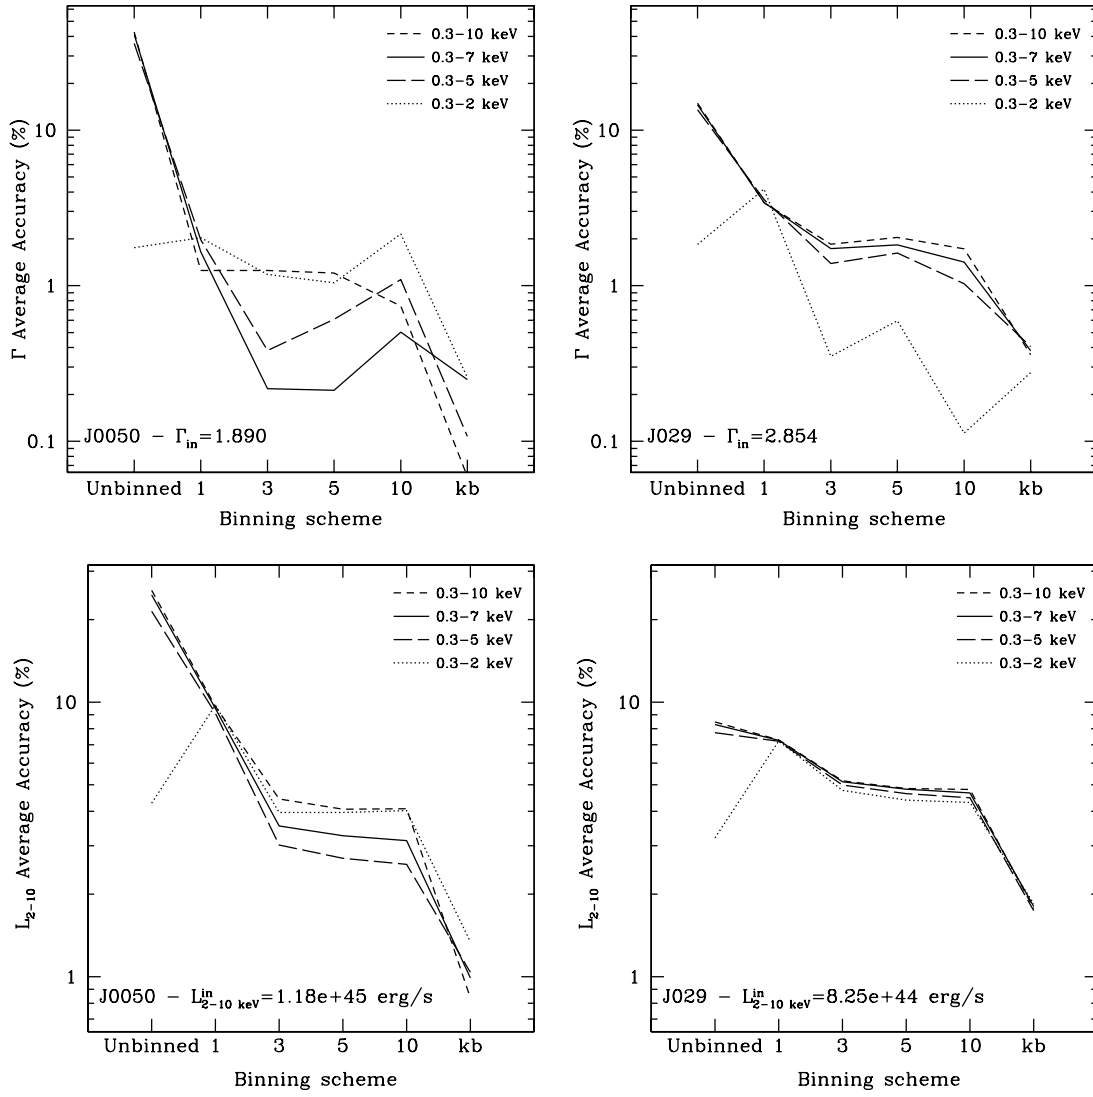 0.3-10 keV
0.3-7 keV
0.3-5 keV
0.3-2 keV
10
1
0.1
Γ Average Accuracy (%)
J0050 - Γin=1.890
Unbinned 1 3 5 10 kb
Binning scheme
0.3-10 keV
0.3-7 keV
0.3-5 keV
0.3-2 keV
10
1
0.1
Γ Average Accuracy (%)
J029 - Γin=2.854
Unbinned 1 3 5 10 kb
Binning scheme
0.3-10 keV
0.3-7 keV
0.3-5 keV
0.3-2 keV
10
1
L2-10 Average Accuracy (%)
J0050 - L^in_2-10 keV=1.18e+45 erg/s
Unbinned 1 3 5 10 kb
Binning scheme
0.3-10 keV
0.3-7 keV
0.3-5 keV
0.3-2 keV
10
1
L2-10 Average Accuracy (%)
J029 - L^in_2-10 keV=8.25e+44 erg/s
Unbinned 1 3 5 10 kb
Binning scheme